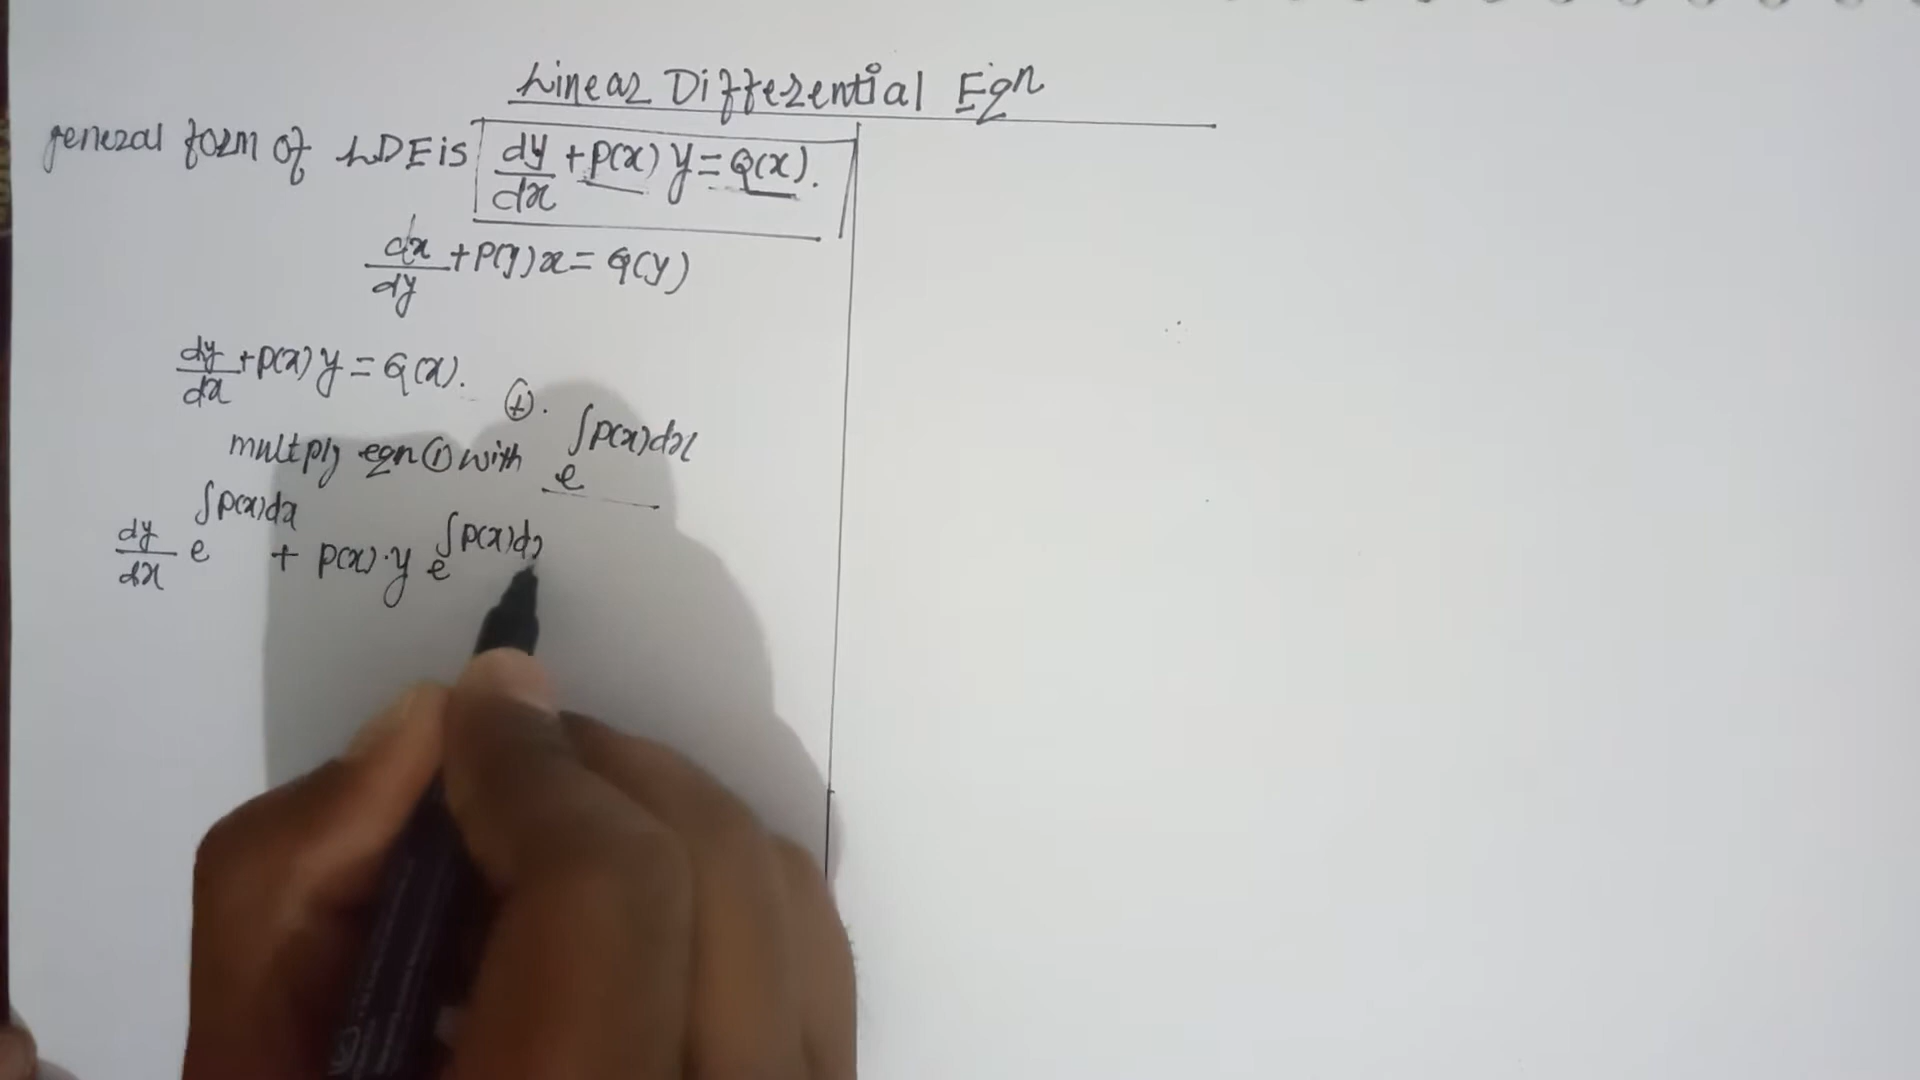 Linear Differential Eqn
general form of LDE is dy/dx + P(x) y = Q(x).
dx/dy + P(y) x = Q(y)
dy/dx + P(x) y = Q(x). ①.
multply eqn ① with e^∫P(x)dx
dy/dx e^∫P(x)dx + P(x)·y e^∫P(x)dx